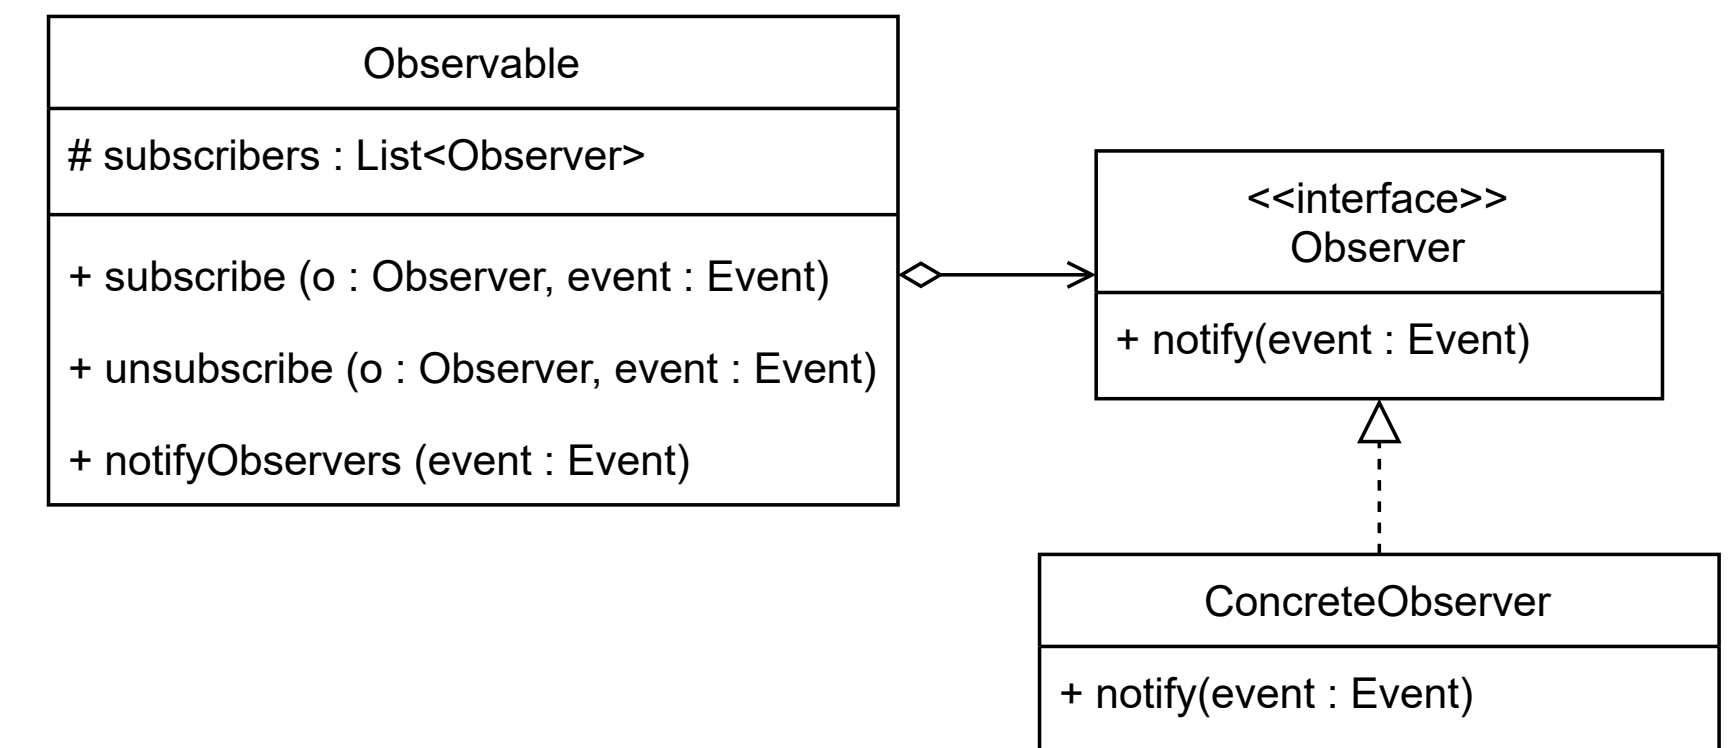 Observable
# subscribers : List<Observer>
+ subscribe (o : Observer, event : Event)
+ unsubscribe (o : Observer, event : Event)
+ notifyObservers (event : Event)
<<interface>>
Observer
+ notify(event : Event)
ConcreteObserver
+ notify(event : Event)